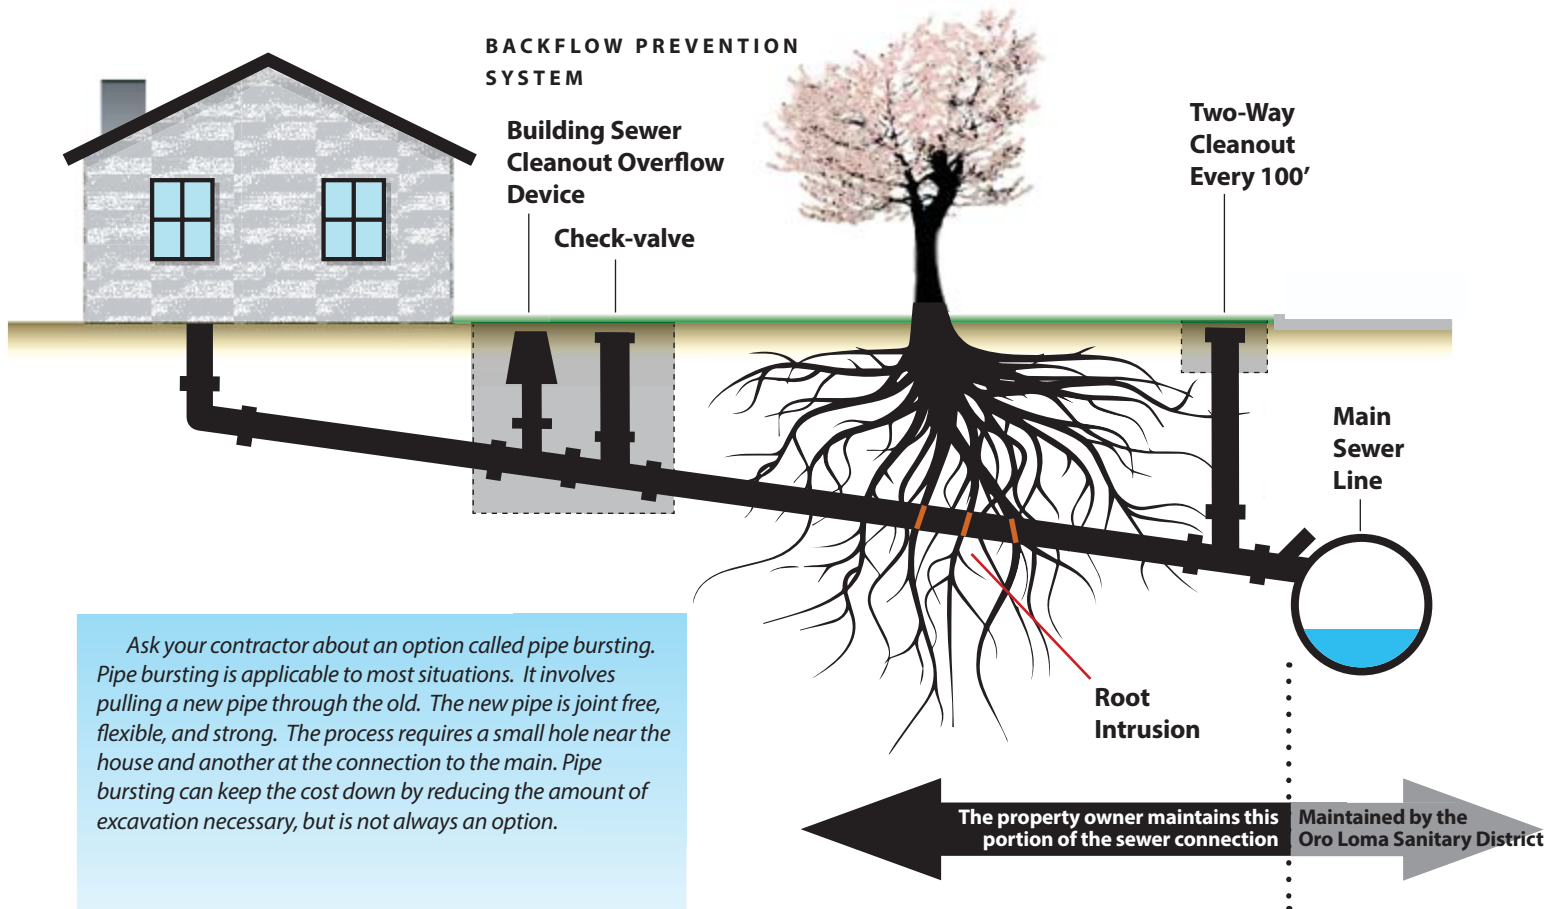 BACKFLOW PREVENTION
SYSTEM
Building Sewer
Cleanout Overflow
Device
Check-valve
Two-Way
Cleanout
Every 100’
Main
Sewer
Line
Root
Intrusion
Ask your contractor about an option called pipe bursting.
Pipe bursting is applicable to most situations.  It involves
pulling a new pipe through the old.  The new pipe is joint free,
flexible, and strong.  The process requires a small hole near the
house and another at the connection to the main. Pipe
bursting can keep the cost down by reducing the amount of
excavation necessary, but is not always an option.
The property owner maintains this
portion of the sewer connection
Maintained by the
Oro Loma Sanitary District